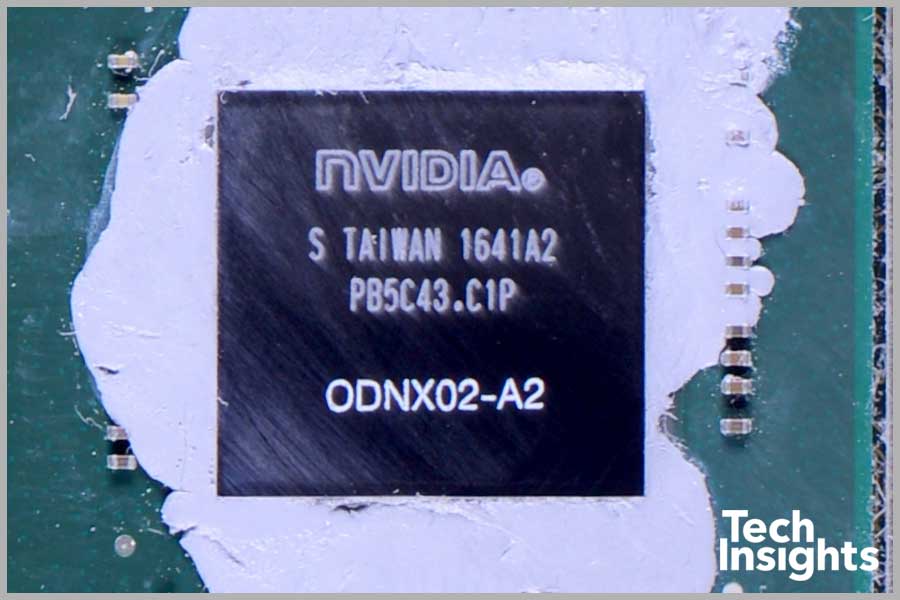 NVIDIA®
S TAIWAN 1641A2
PB5C43.C1P
ODNX02-A2
Tech
Insights